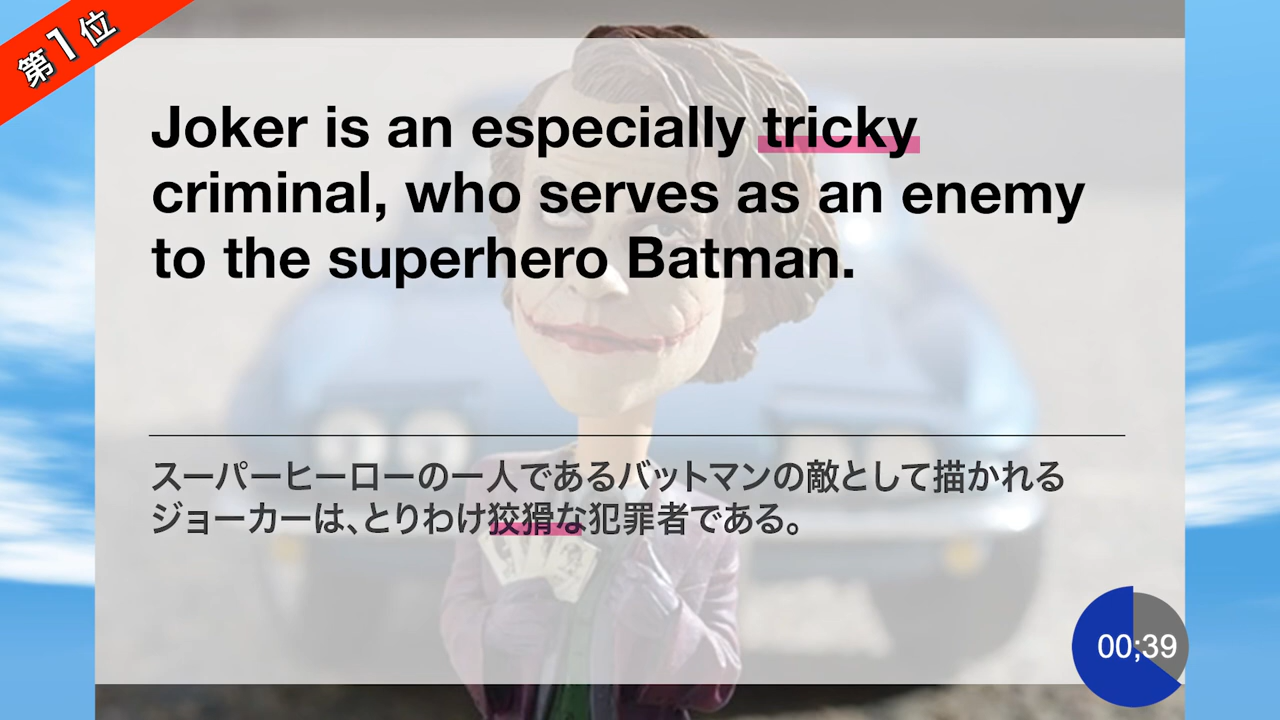 第1位
Joker is an especially tricky
criminal, who serves as an enemy
to the superhero Batman.
スーパーヒーローの一人であるバットマンの敵として描かれる
ジョーカーは、とりわけ狡猾な犯罪者である。
00;39